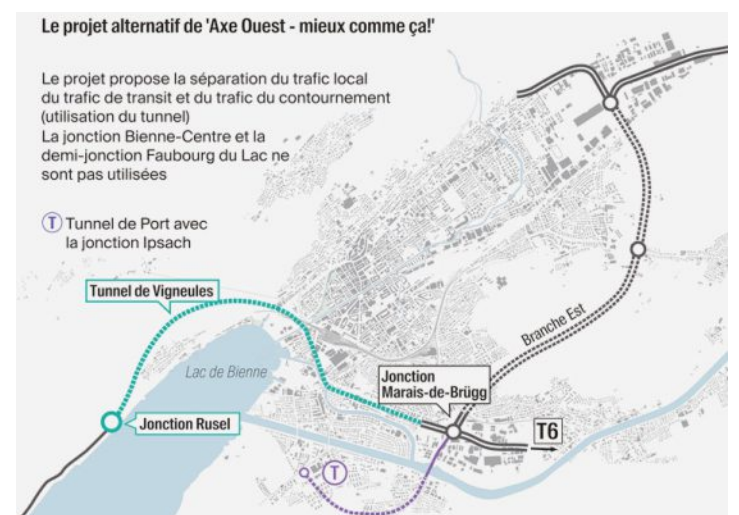 Le projet alternatif de 'Axe Ouest - mieux comme ça!'
Le projet propose la séparation du trafic local
du trafic de transit et du trafic du contournement
(utilisation du tunnel)
La jonction Bienne-Centre et la
demi-jonction Faubourg du Lac ne
sont pas utilisées
T Tunnel de Port avec
la jonction Ipsach
Tunnel de Vigneules
Branche Est
Lac de Bienne
Jonction
Marais-de-Brügg
Jonction Rusel
T6
T